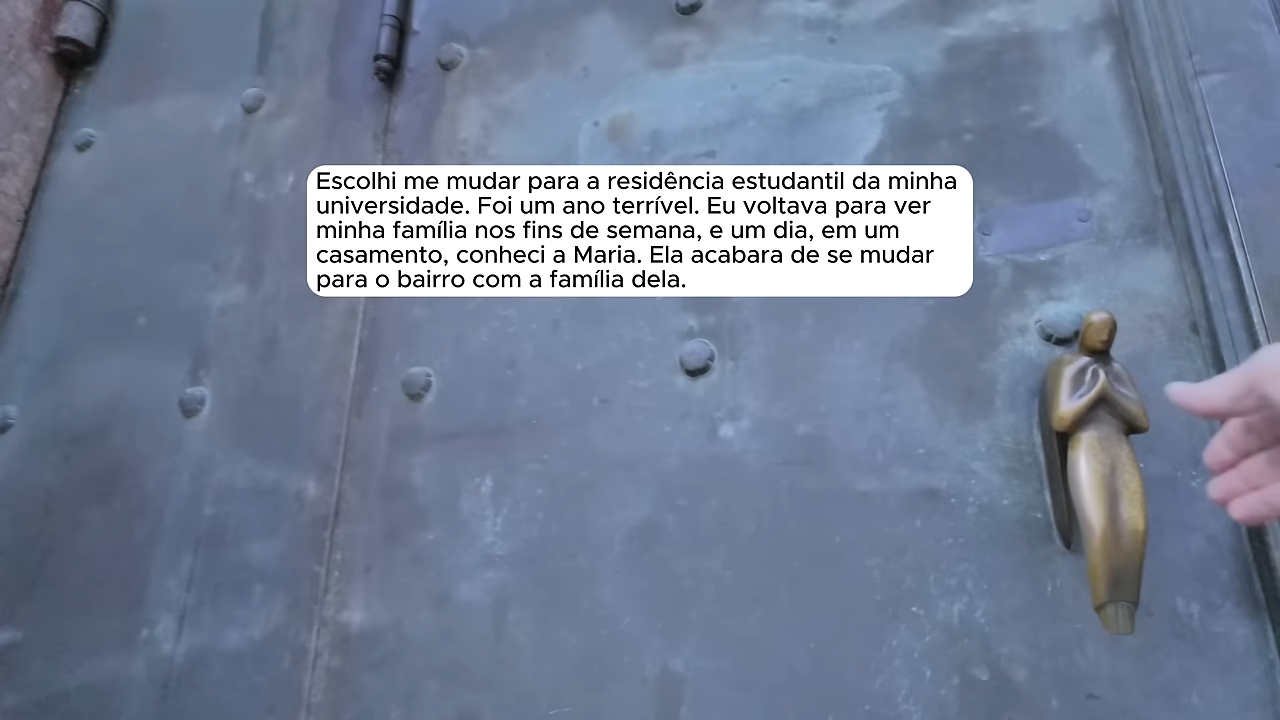 Escolhi me mudar para a residência estudantil da minha
universidade. Foi um ano terrível. Eu voltava para ver
minha família nos fins de semana, e um dia, em um
casamento, conheci a Maria. Ela acabara de se mudar
para o bairro com a família dela.